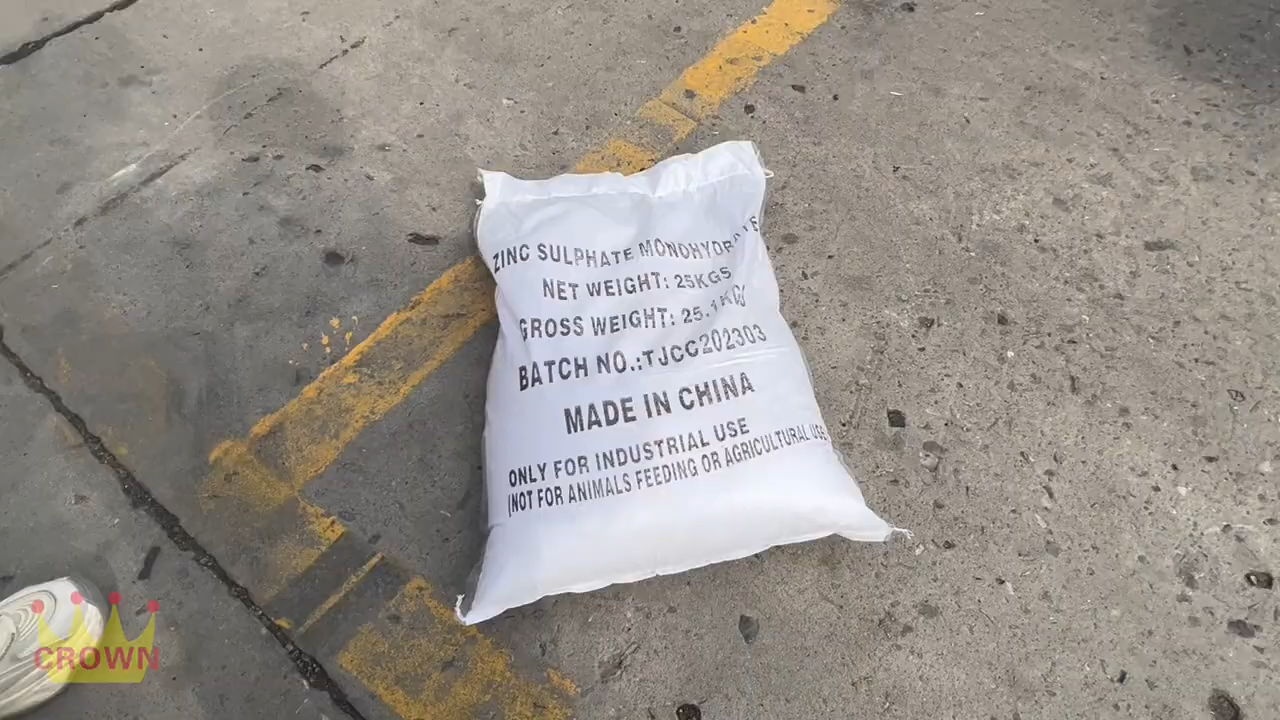 ZINC SULPHATE MONOHYDRATE
NET WEIGHT: 25KGS
GROSS WEIGHT: 25.1KGS
BATCH NO.:TJCC202303
MADE IN CHINA
ONLY FOR INDUSTRIAL USE
(NOT FOR ANIMALS FEEDING OR AGRICULTURAL USE)
CROWN